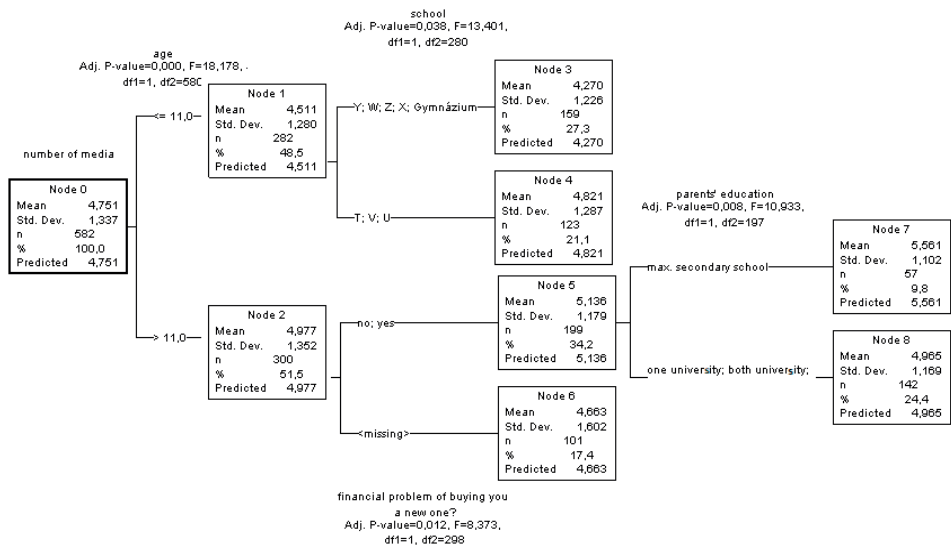 school
Adj. P-value=0,038, F=13,401,
df1=1, df2=280
age
Adj. P-value=0,000, F=18,178, .
df1=1, df2=580
Node 3
Mean 4,270
Std. Dev. 1,226
n 159
% 27,3
Predicted 4,270
Node 1
Mean 4,511
Std. Dev. 1,280
n 282
% 48,5
Predicted 4,511
<= 11,0
Y; W; Z; X; Gymnázium
number of media
Node 0
Mean 4,751
Std. Dev. 1,337
n 582
% 100,0
Predicted 4,751
Node 4
Mean 4,821
Std. Dev. 1,287
n 123
% 21,1
Predicted 4,821
T; V; U
parents' education
Adj. P-value=0,008, F=10,933,
df1=1, df2=197
Node 7
Mean 5,561
Std. Dev. 1,102
n 57
% 9,8
Predicted 5,561
max. secondary school
Node 5
Mean 5,136
Std. Dev. 1,179
n 199
% 34,2
Predicted 5,136
Node 2
Mean 4,977
Std. Dev. 1,352
n 300
% 51,5
Predicted 4,977
> 11,0
no; yes
Node 8
Mean 4,965
Std. Dev. 1,169
n 142
% 24,4
Predicted 4,965
one university; both university;
Node 6
Mean 4,663
Std. Dev. 1,602
n 101
% 17,4
Predicted 4,663
<missing>
financial problem of buying you
a new one?
Adj. P-value=0,012, F=8,373,
df1=1, df2=298